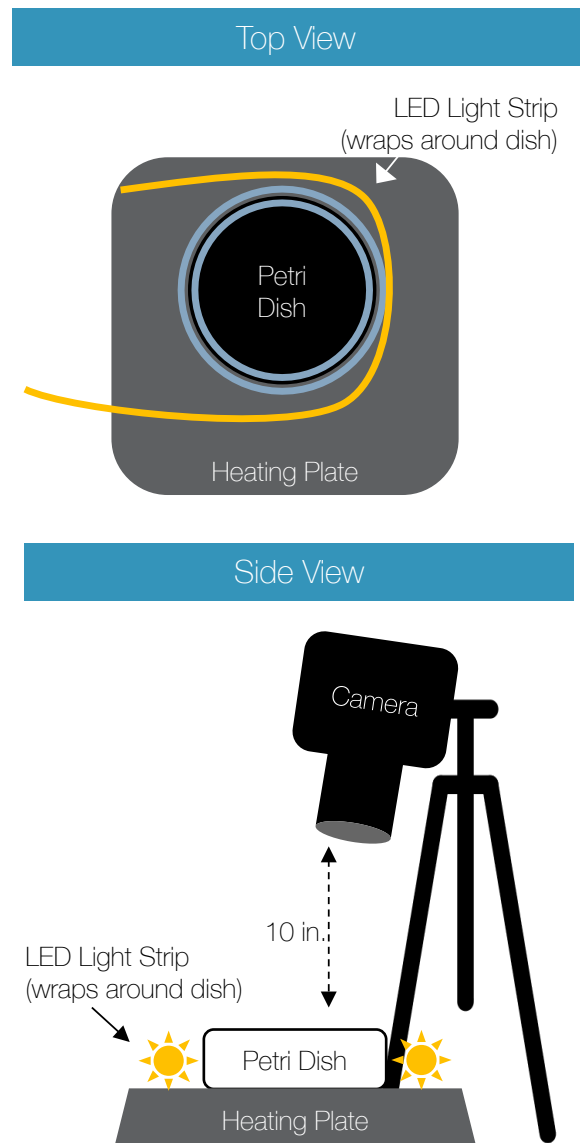 Top View
LED Light Strip
(wraps around dish)
Petri
Dish
Heating Plate
Side View
Camera
10 in.
LED Light Strip
(wraps around dish)
Petri Dish
Heating Plate